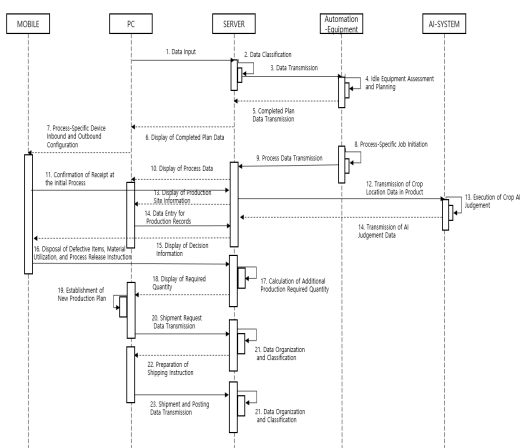 MOBILE
PC
SERVER
Automation
-Equipment
AI-SYSTEM
1. Data Input
2. Data Classification
3. Data Transmission
4. Idle Equipment Assessment
and Planning
5. Completed Plan
Data Transmission
6. Display of Completed Plan Data
7. Process-Specific Device
Inbound and Outbound
Configuration
8. Process-Specific Job Initiation
9. Process Data Transmission
10. Display of Process Data
11. Confirmation of Receipt at
the Initial Process
12. Transmission of Crop
Location Data in Product
13. Execution of Crop AI
Judgement
13. Display of Production
Site Information
14. Data Entry for
Production Records
14. Transmission of AI
Judgement Data
15. Display of Decision
Information
16. Disposal of Defective Items, Material
Utilization, and Process Release Instruction
17. Calculation of Additional
Production Required Quantity
18. Display of Required
Quantity
19. Establishment of
New Production Plan
20. Shipment Request
Data Transmission
21. Data Organization
and Classification
22. Preparation of
Shipping Instruction
23. Shipment and Posting
Data Transmission
21. Data Organization
and Classification